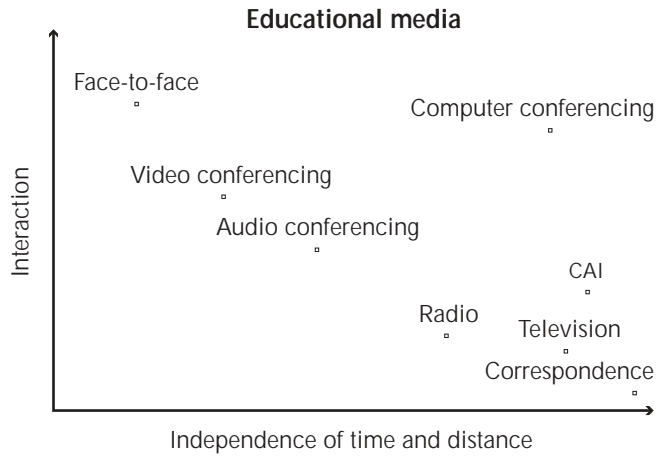 Educational media
Face-to-face
Computer conferencing
Video conferencing
Audio conferencing
Interaction
CAI
Radio
Television
Correspondence
Independence of time and distance